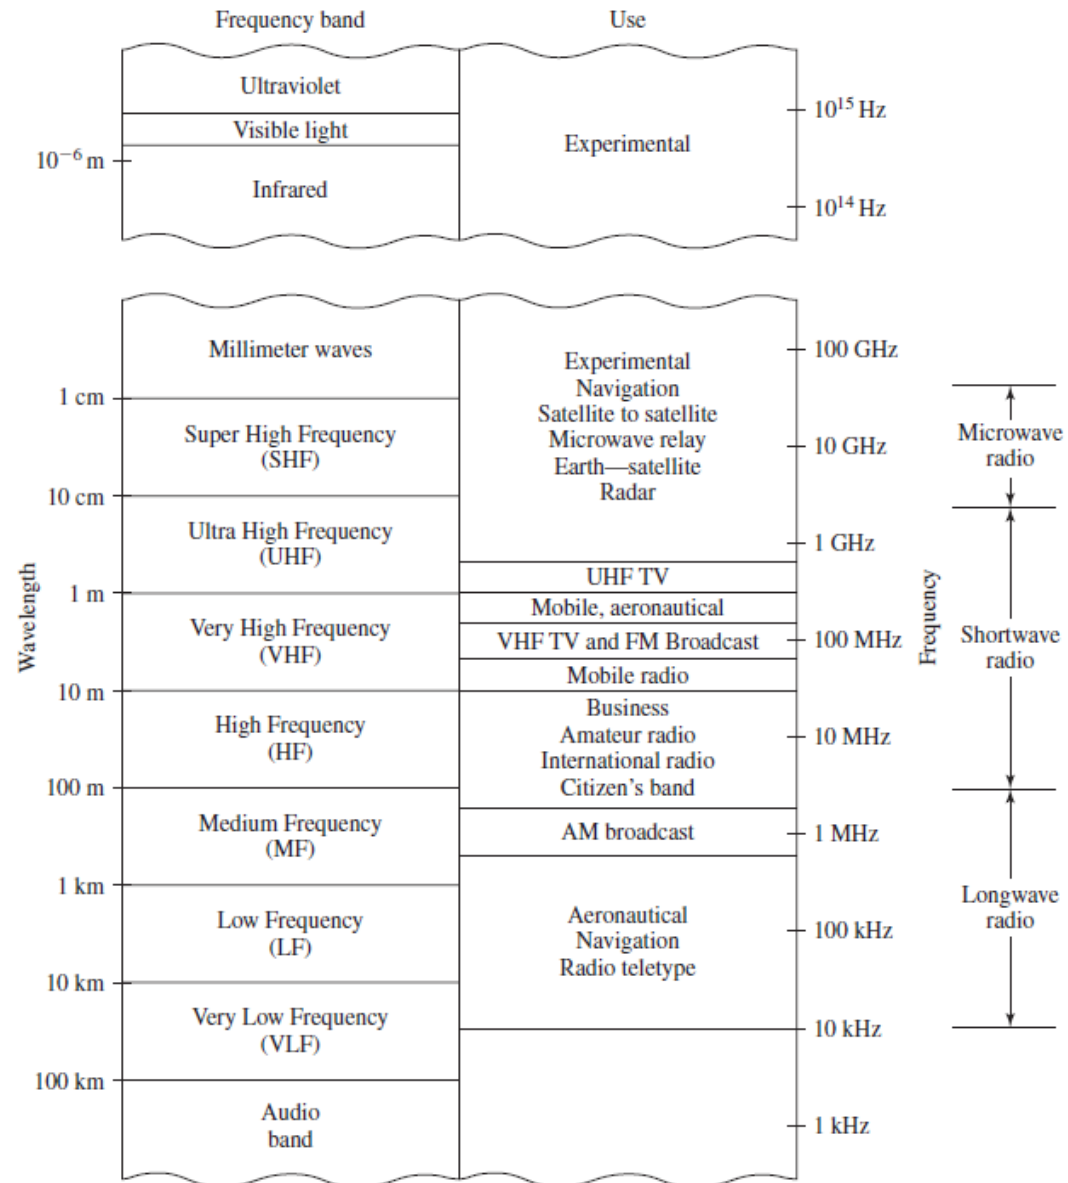 Frequency band
Use
Ultraviolet
Visible light
Infrared
10⁻⁶ m
Experimental
10¹⁵ Hz
10¹⁴ Hz
Millimeter waves
1 cm
Super High Frequency
(SHF)
10 cm
Ultra High Frequency
(UHF)
1 m
Very High Frequency
(VHF)
10 m
High Frequency
(HF)
100 m
Medium Frequency
(MF)
1 km
Low Frequency
(LF)
10 km
Very Low Frequency
(VLF)
100 km
Audio
band
Wavelength
Experimental
Navigation
Satellite to satellite
Microwave relay
Earth—satellite
Radar
UHF TV
Mobile, aeronautical
VHF TV and FM Broadcast
Mobile radio
Business
Amateur radio
International radio
Citizen's band
AM broadcast
Aeronautical
Navigation
Radio teletype
100 GHz
10 GHz
1 GHz
100 MHz
10 MHz
1 MHz
100 kHz
10 kHz
1 kHz
Frequency
Microwave
radio
Shortwave
radio
Longwave
radio